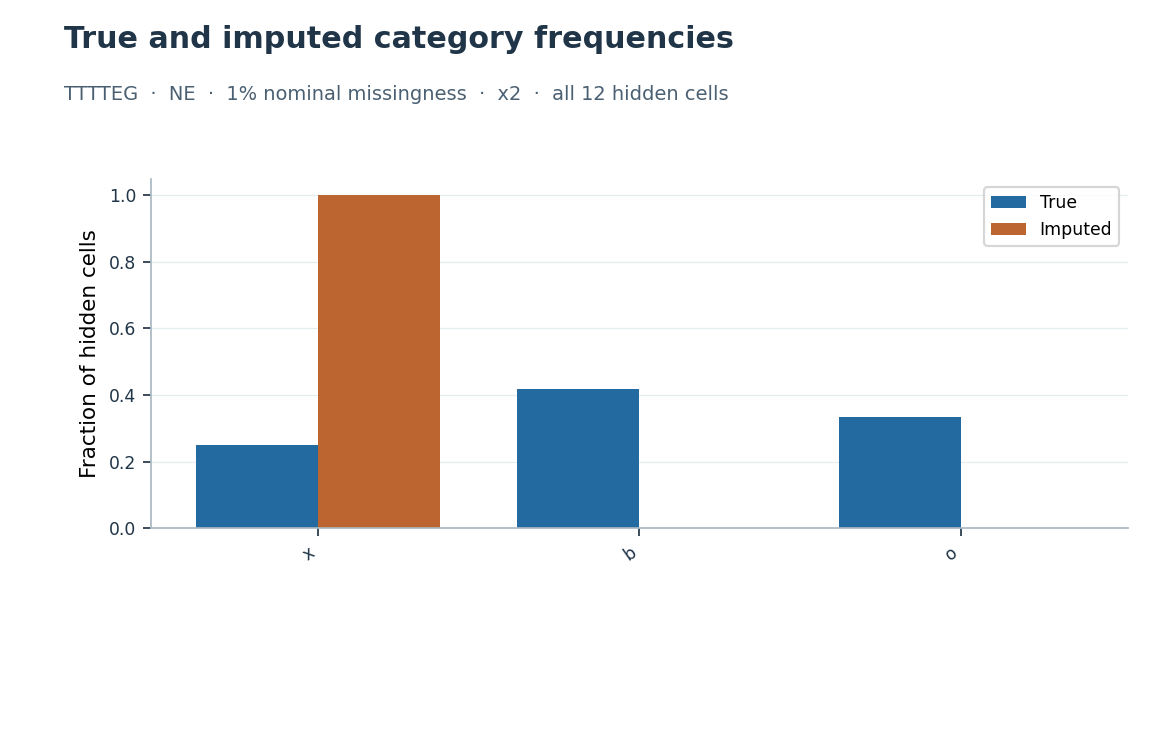 True and imputed category frequencies
TTTTEG · NE · 1% nominal missingness · x2 · all 12 hidden cells
True
Imputed
Fraction of hidden cells
1.0
0.8
0.6
0.4
0.2
0.0
x
b
o